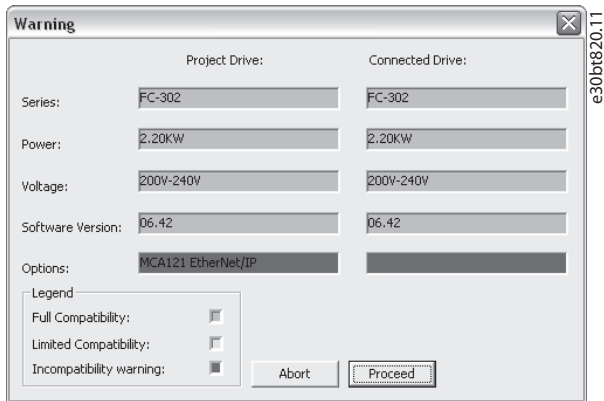 Warning
Project Drive: Connected Drive:
Series: FC-302 FC-302
Power: 2.20KW 2.20KW
Voltage: 200V-240V 200V-240V
Software Version: 06.42 06.42
Options: MCA121 EtherNet/IP
Legend
Full Compatibility:
Limited Compatibility:
Incompatibility warning:
Abort Proceed
e30bt820.11